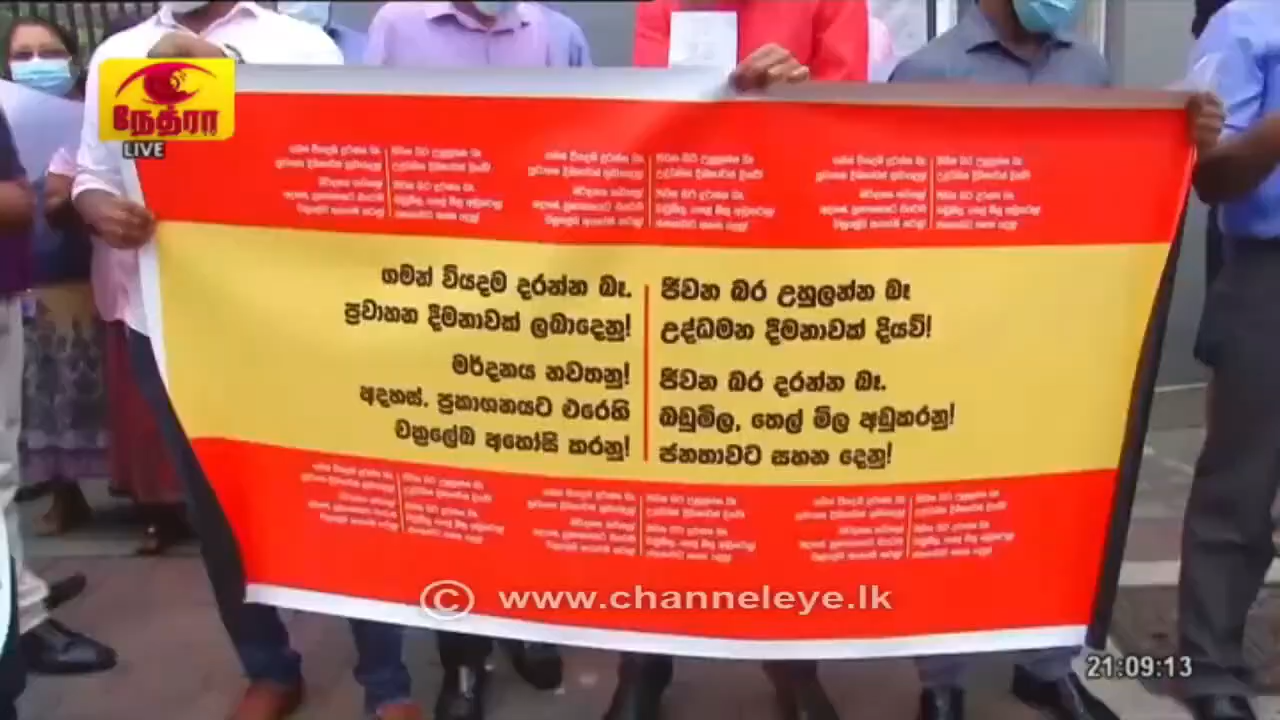 நேத்ரா
LIVE
ගමන් වියදම දරන්න බෑ.
ප්‍රවාහන දීමනාවක් ලබාදෙනු!
මර්දනය නවතනු!
අදහස්. ප්‍රකාශනයට එරෙහි
චක්‍රලේඛ අහෝසි කරනු!
ජීවන බර උහුලන්න බෑ
උද්ධමන දීමනාවක් දියව්!
ජීවන බර දරන්න බෑ.
බඩුමිල, තෙල් මිල අඩුකරනු!
ජනතාවට සහන දෙනු!
© www.channeleye.lk
21:09:13